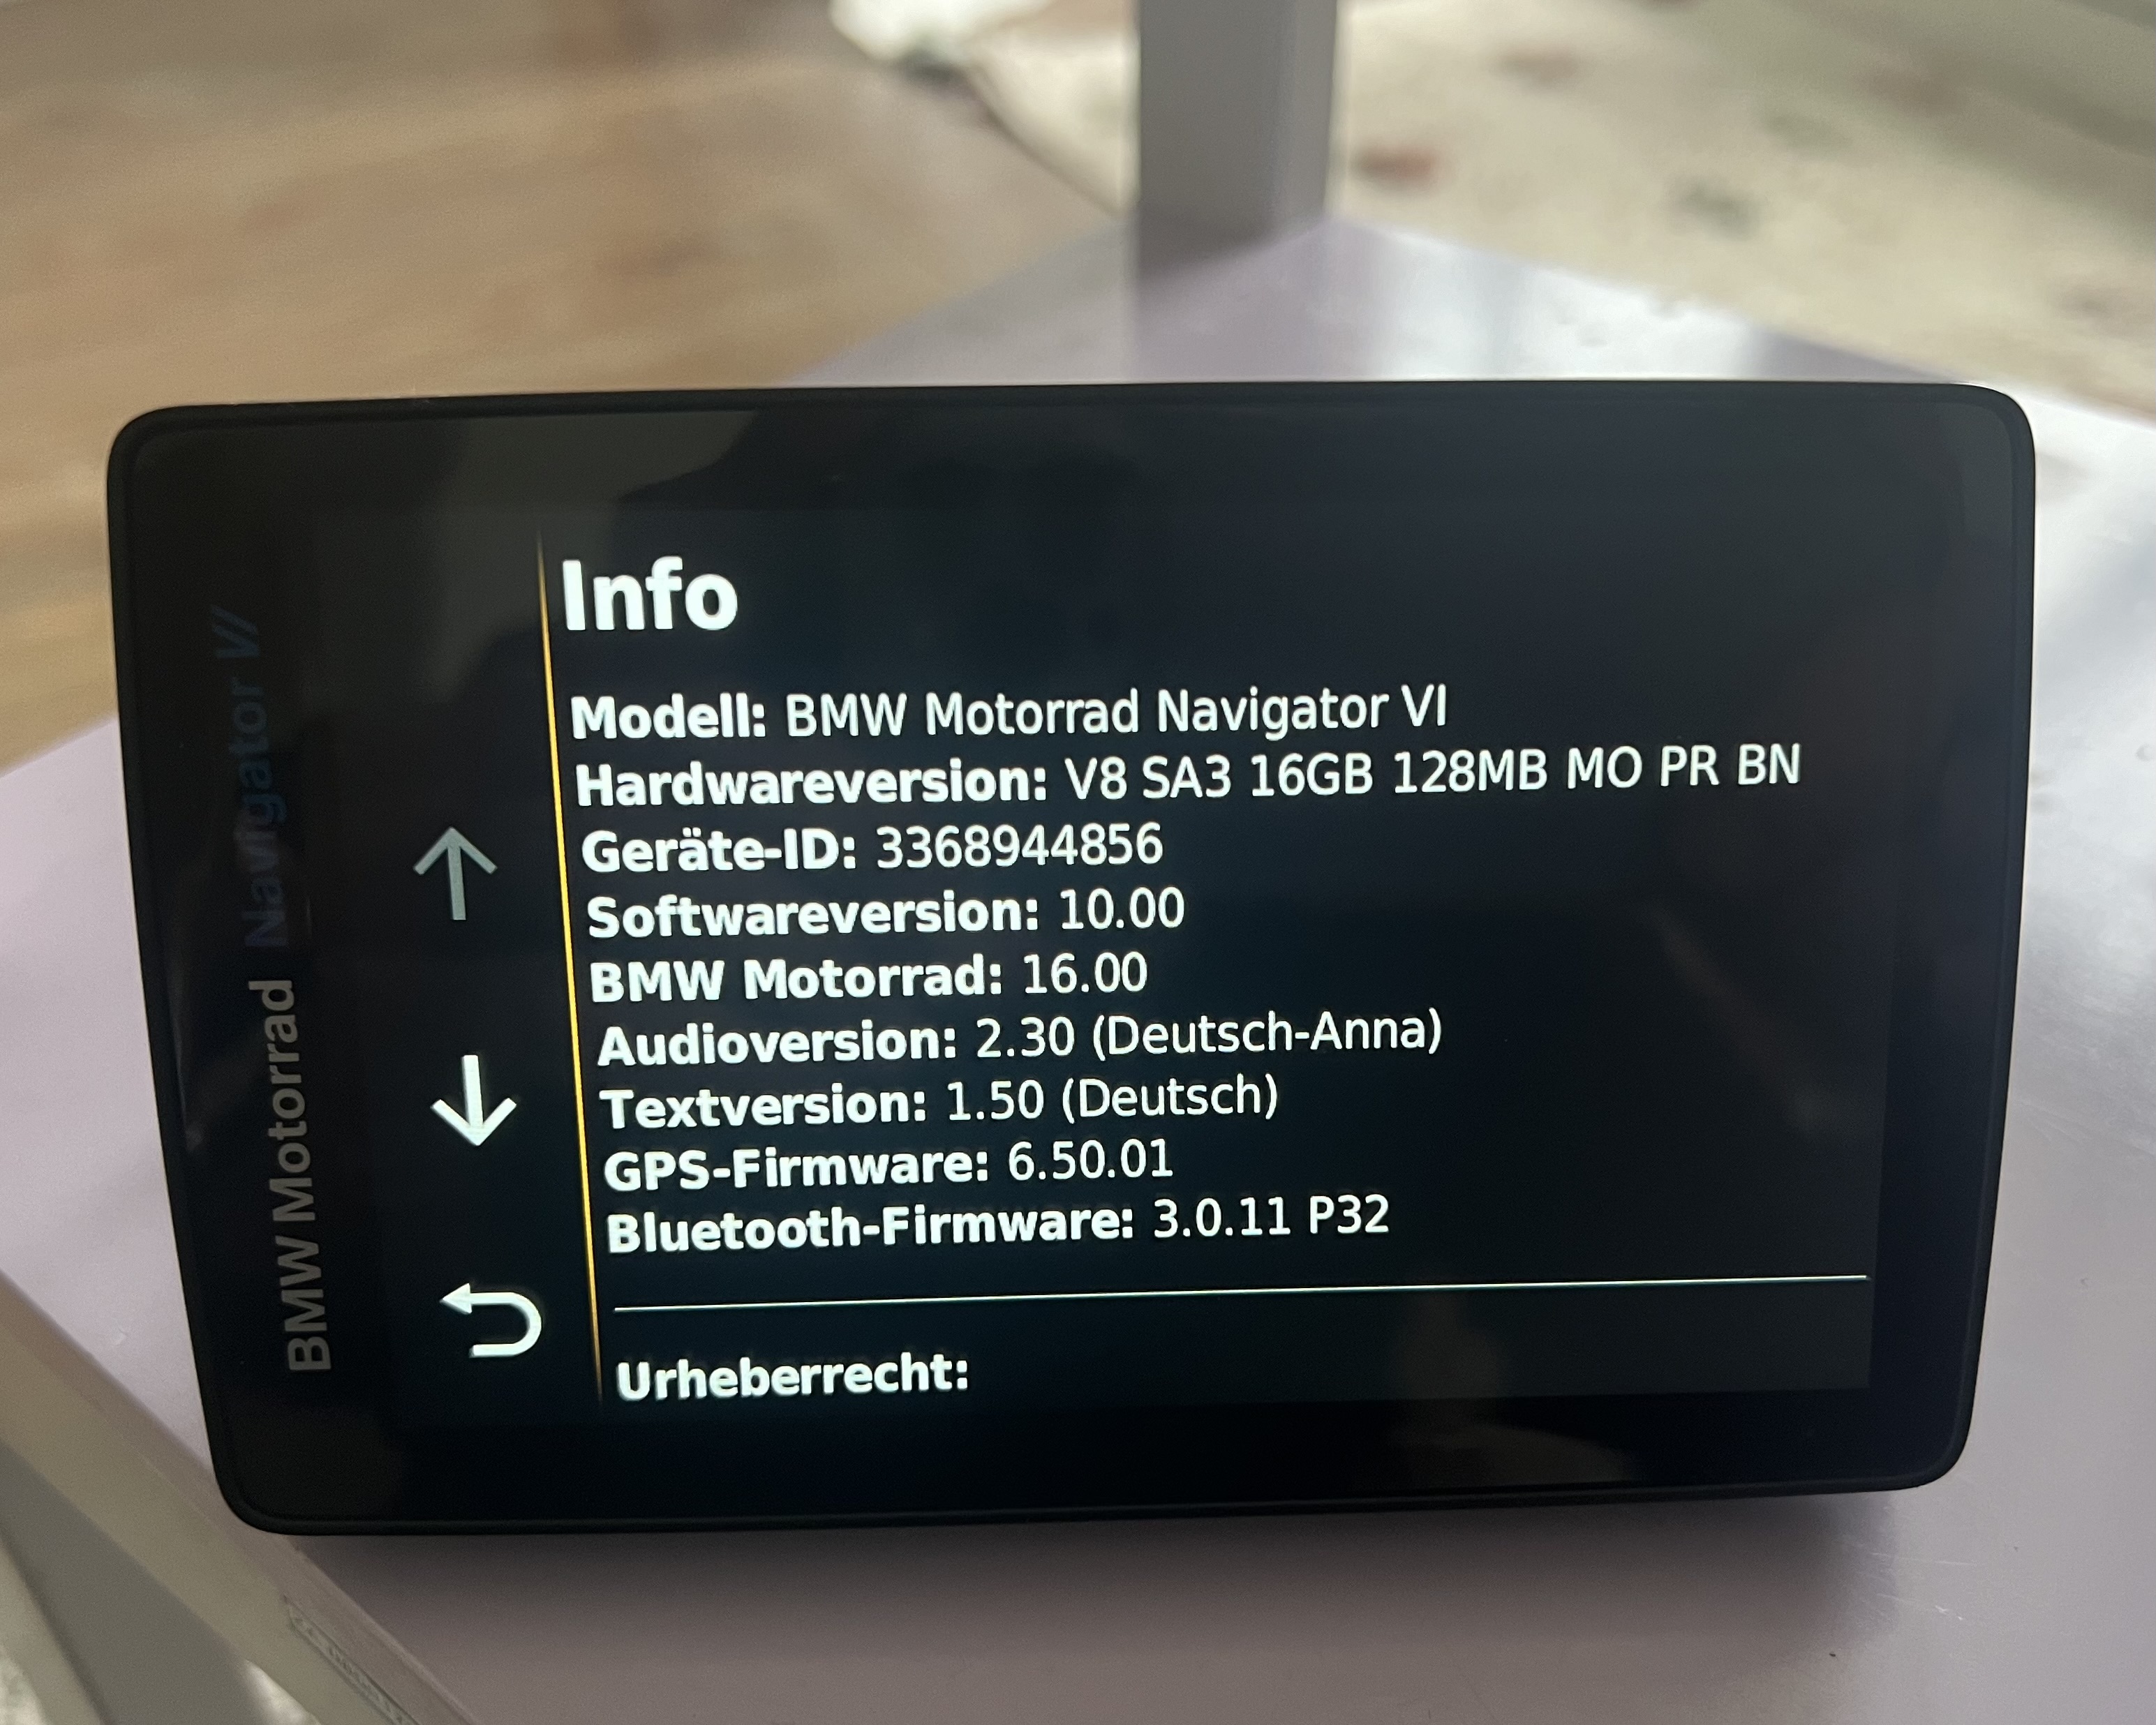 BMW Motorrad Navigator VI
Info
Modell: BMW Motorrad Navigator VI
Hardwareversion: V8 SA3 16GB 128MB MO PR BN
Geräte-ID: 3368944856
Softwareversion: 10.00
BMW Motorrad: 16.00
Audioversion: 2.30 (Deutsch-Anna)
Textversion: 1.50 (Deutsch)
GPS-Firmware: 6.50.01
Bluetooth-Firmware: 3.0.11 P32
Urheberrecht: